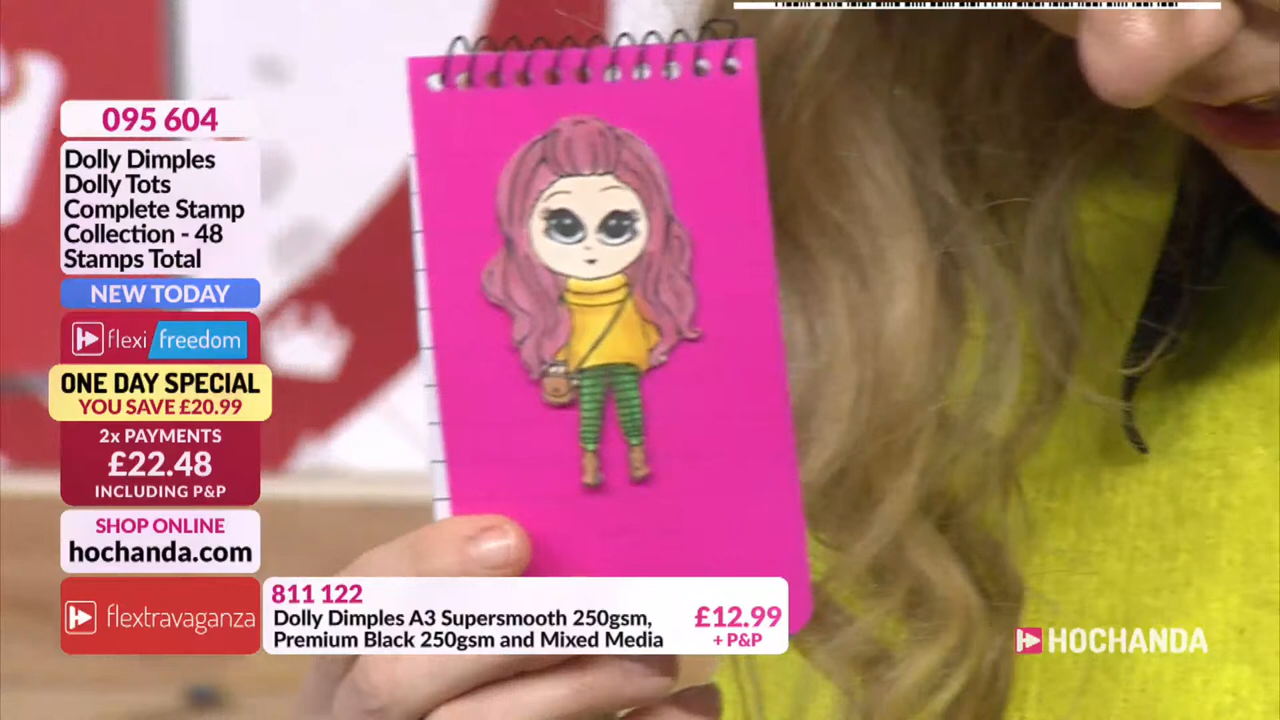 095 604
Dolly Dimples
Dolly Tots
Complete Stamp
Collection - 48
Stamps Total
NEW TODAY
flexi freedom
ONE DAY SPECIAL
YOU SAVE £20.99
2x PAYMENTS
£22.48
INCLUDING P&P
SHOP ONLINE
hochanda.com
flextravaganza
811 122
Dolly Dimples A3 Supersmooth 250gsm,
Premium Black 250gsm and Mixed Media
£12.99
+ P&P
HOCHANDA